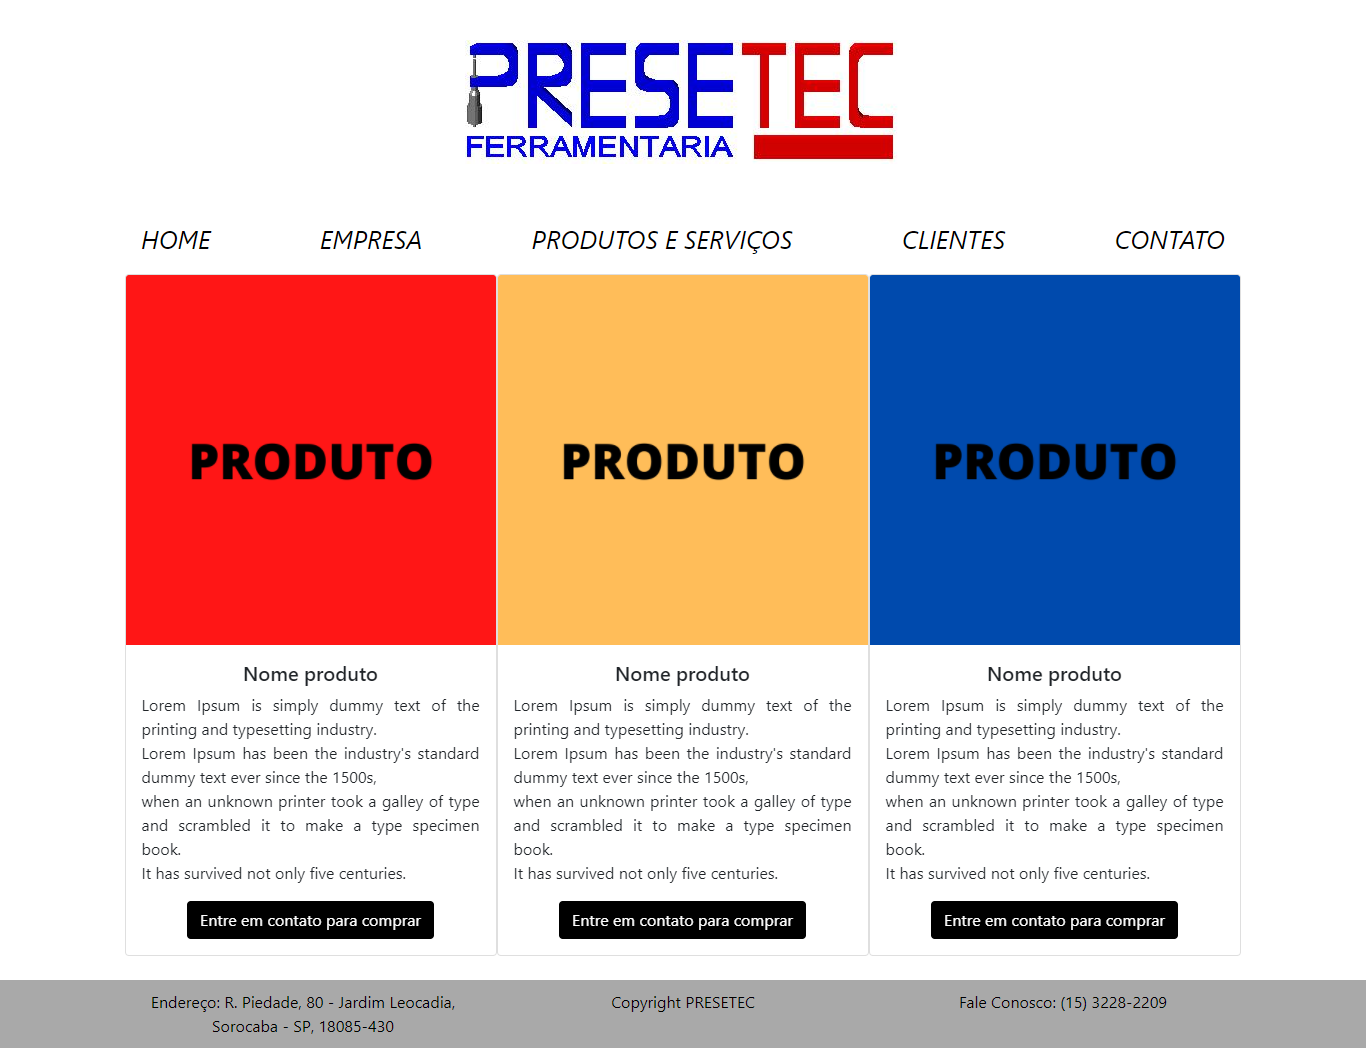 PRESETEC
FERRAMENTARIA
HOME EMPRESA PRODUTOS E SERVIÇOS CLIENTES CONTATO
PRODUTO PRODUTO PRODUTO
Nome produto
Lorem Ipsum is simply dummy text of the
printing and typesetting industry.
Lorem Ipsum has been the industry's standard
dummy text ever since the 1500s,
when an unknown printer took a galley of type
and scrambled it to make a type specimen
book.
It has survived not only five centuries.
Entre em contato para comprar
Nome produto
Lorem Ipsum is simply dummy text of the
printing and typesetting industry.
Lorem Ipsum has been the industry's standard
dummy text ever since the 1500s,
when an unknown printer took a galley of type
and scrambled it to make a type specimen
book.
It has survived not only five centuries.
Entre em contato para comprar
Nome produto
Lorem Ipsum is simply dummy text of the
printing and typesetting industry.
Lorem Ipsum has been the industry's standard
dummy text ever since the 1500s,
when an unknown printer took a galley of type
and scrambled it to make a type specimen
book.
It has survived not only five centuries.
Entre em contato para comprar
Endereço: R. Piedade, 80 - Jardim Leocadia,
Sorocaba - SP, 18085-430
Copyright PRESETEC
Fale Conosco: (15) 3228-2209